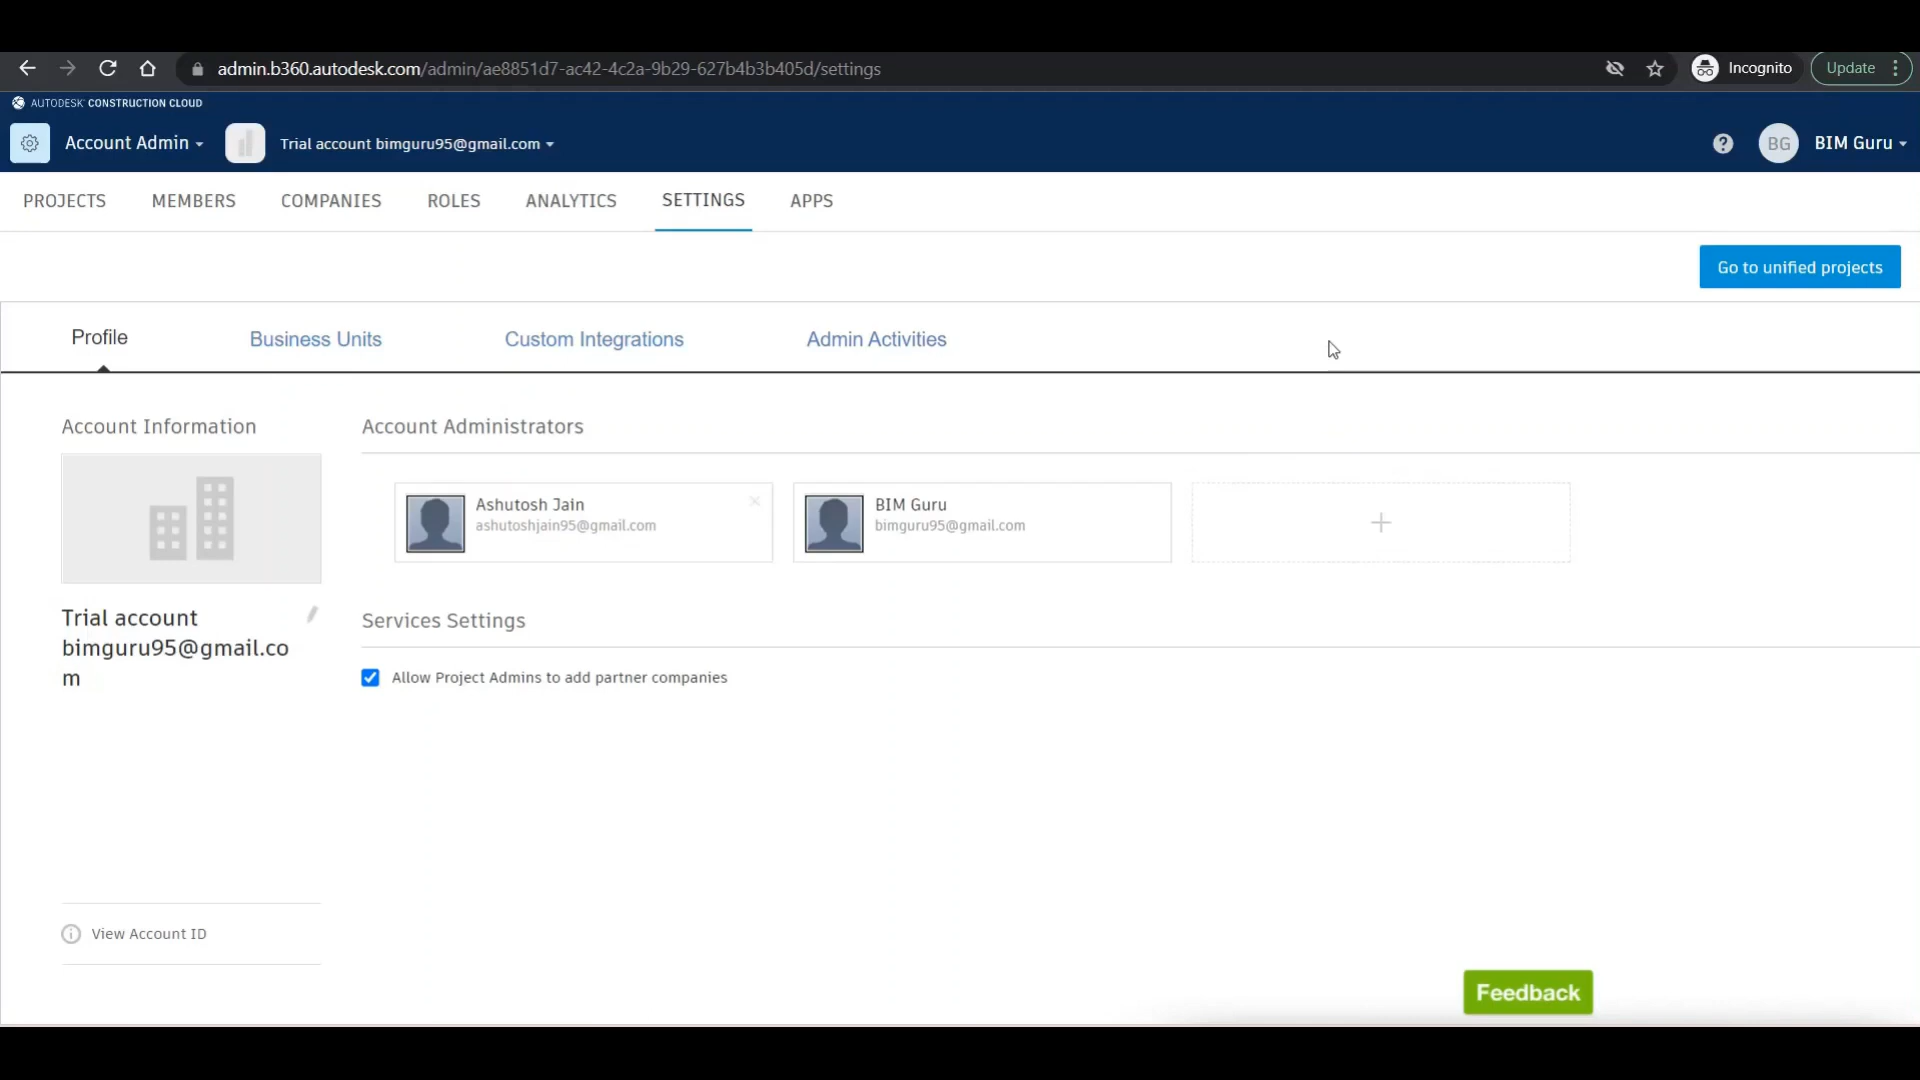 admin.b360.autodesk.com/admin/ae8851d7-ac42-4c2a-9b29-627b4b3b405d/settings
Incognito
Update
AUTODESK CONSTRUCTION CLOUD
Account Admin
Trial account bimguru95@gmail.com
?
BG
BIM Guru
PROJECTS
MEMBERS
COMPANIES
ROLES
ANALYTICS
SETTINGS
APPS
Go to unified projects
Profile
Business Units
Custom Integrations
Admin Activities
Account Information
Account Administrators
Ashutosh Jain
ashutoshjain95@gmail.com
BIM Guru
bimguru95@gmail.com
Trial account
bimguru95@gmail.co
m
Services Settings
Allow Project Admins to add partner companies
View Account ID
Feedback